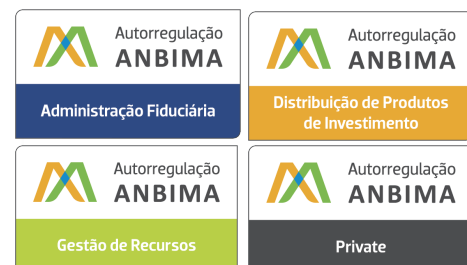 Autorregulação
ANBIMA
Administração Fiduciária
Autorregulação
ANBIMA
Distribuição de Produtos
de Investimento
Autorregulação
ANBIMA
Gestão de Recursos
Autorregulação
ANBIMA
Private